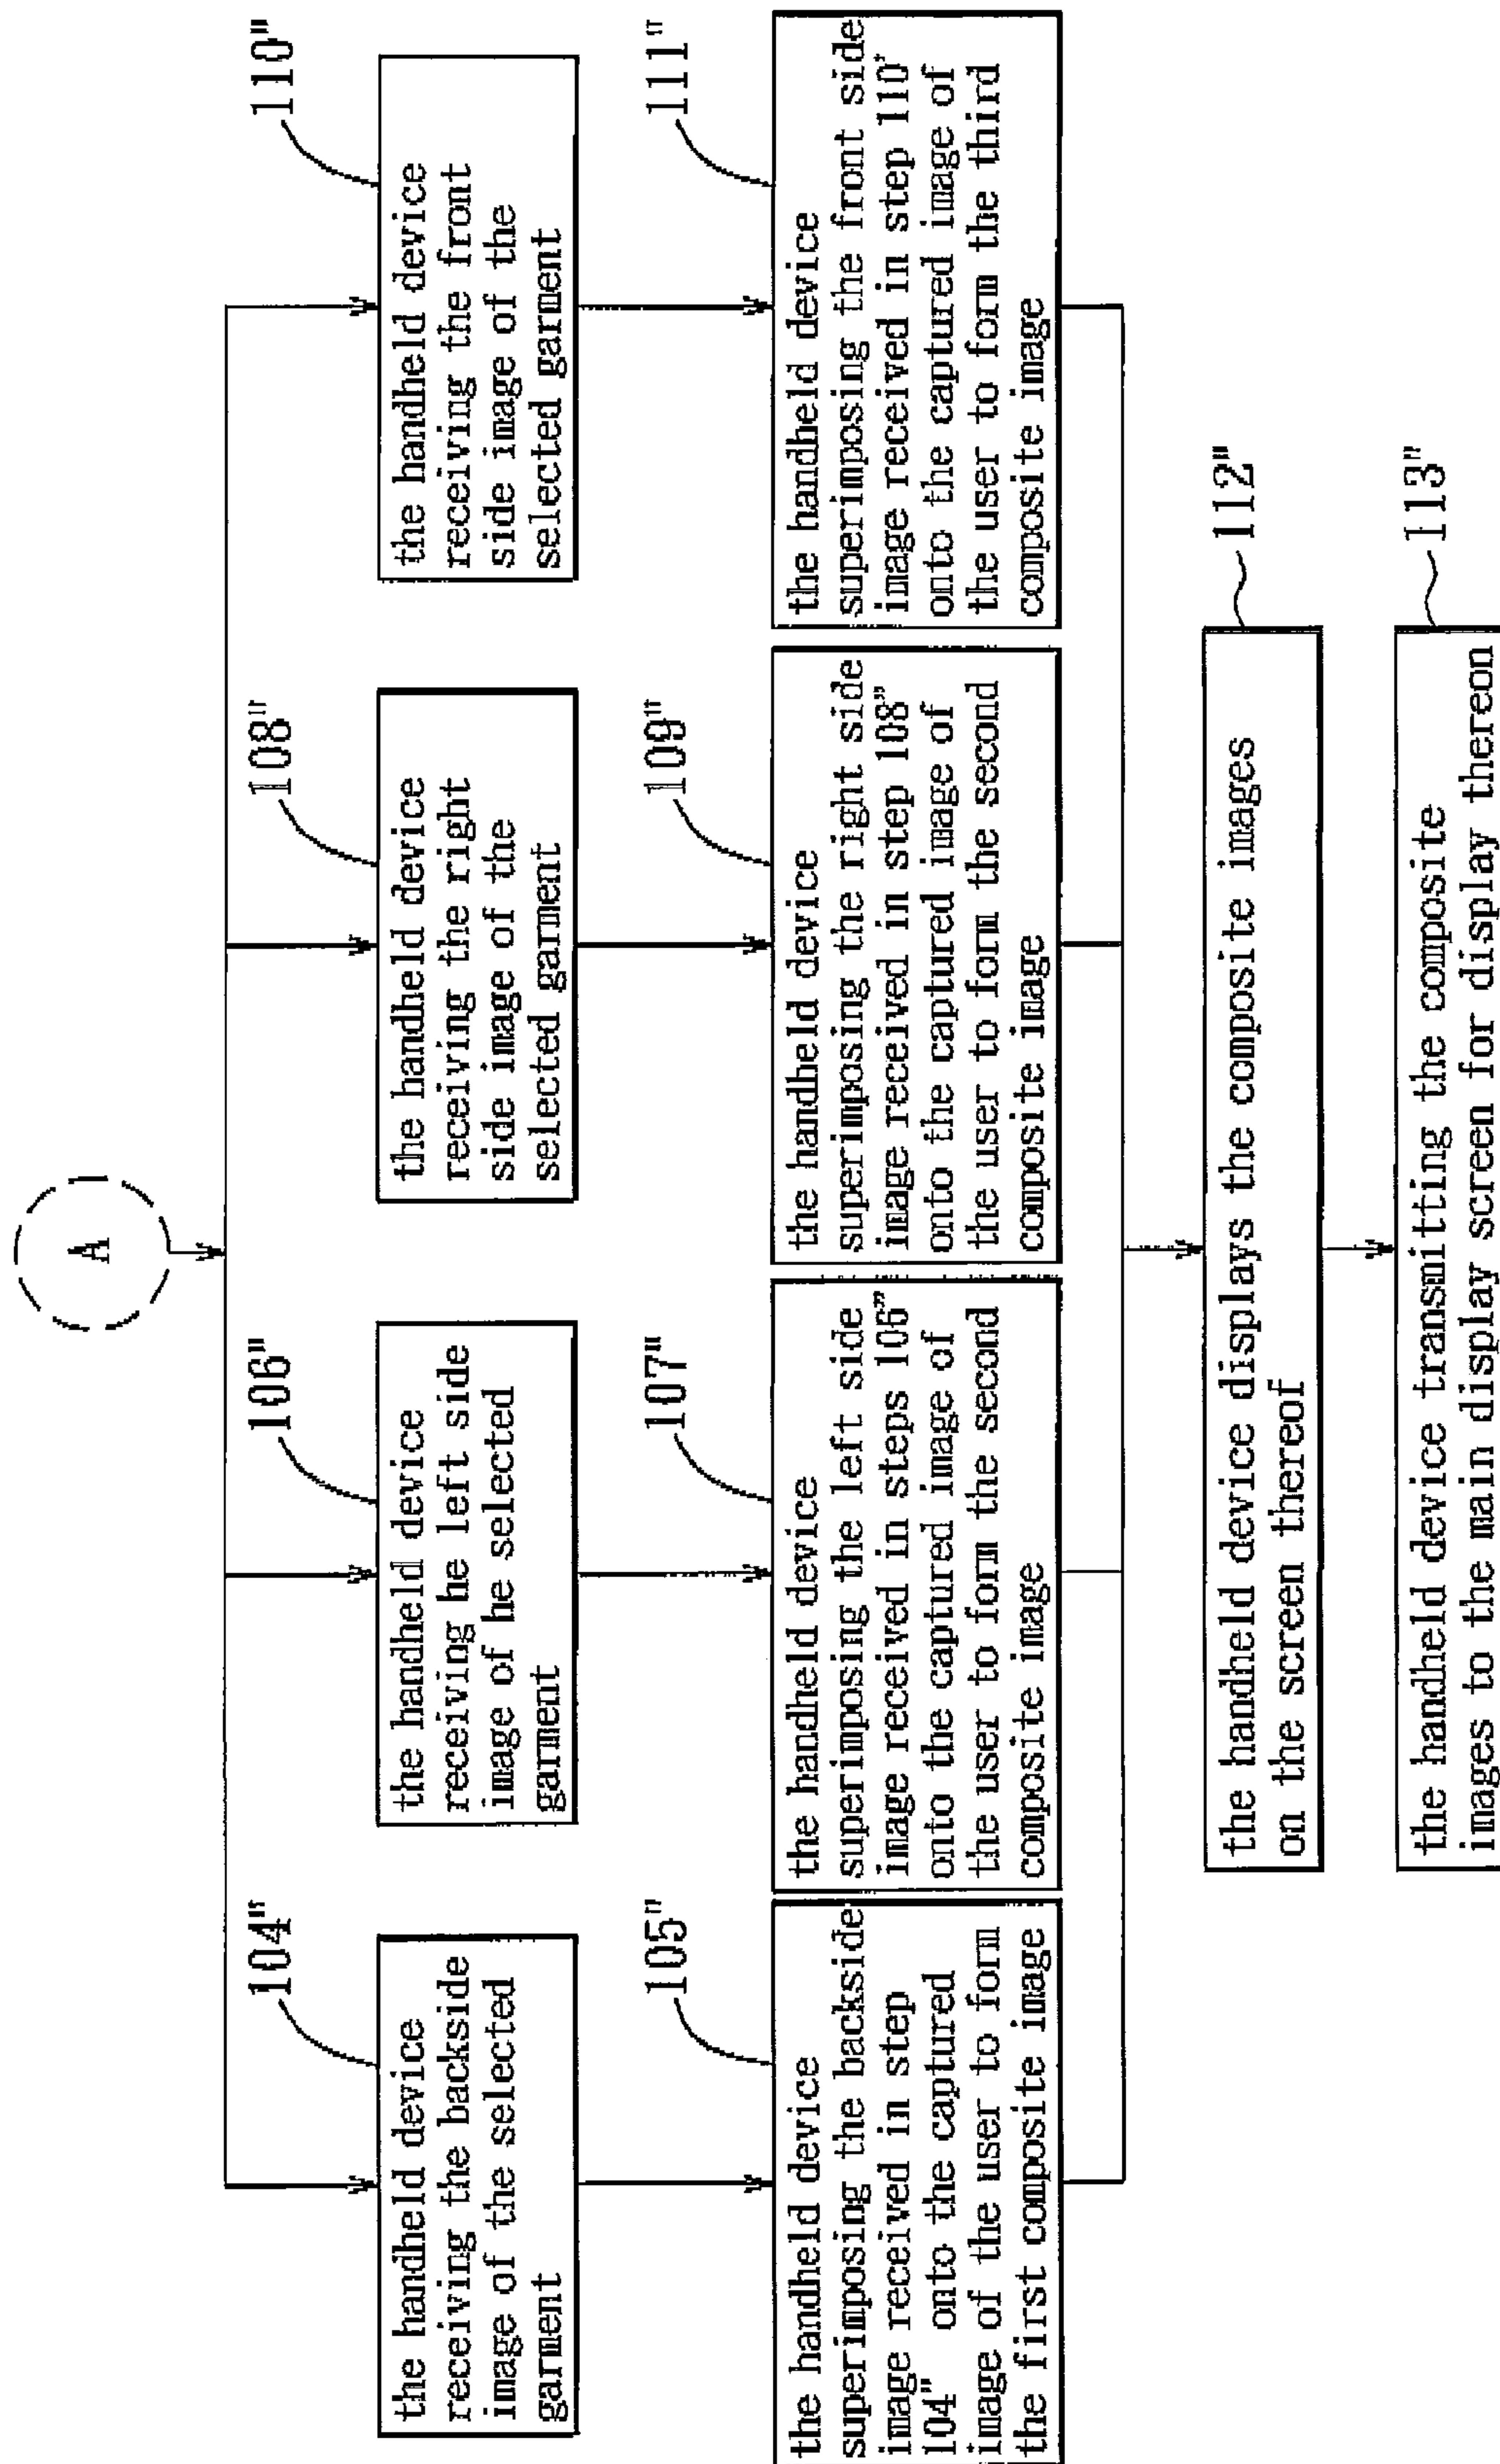 A
104"
the handheld device
receiving the backside
image of the selected
garment
106"
the handheld device
receiving he left side
image of he selected
garment
108"
the handheld device
receiving the right
side image of the
selected garment
110"
the handheld device
receiving the front
side image of the
selected garment
105"
the handheld device
superimposing the backside
image received in step
104" onto the captured
image of the user to form
the first composite image
107"
the handheld device
superimposing the left side
image received in steps 106"
onto the captured image of
the user to form the second
composite image
109"
the handheld device
superimposing the right side
image received in step 108"
onto the captured image of
the user to form the second
composite image
111"
the handheld device
superimposing the front side
image received in step 110"
onto the captured image of
the user to form the third
composite image
112"
the handheld device displays the composite images
on the screen thereof
113"
the handheld device transmitting the composite
images to the main display screen for display thereon